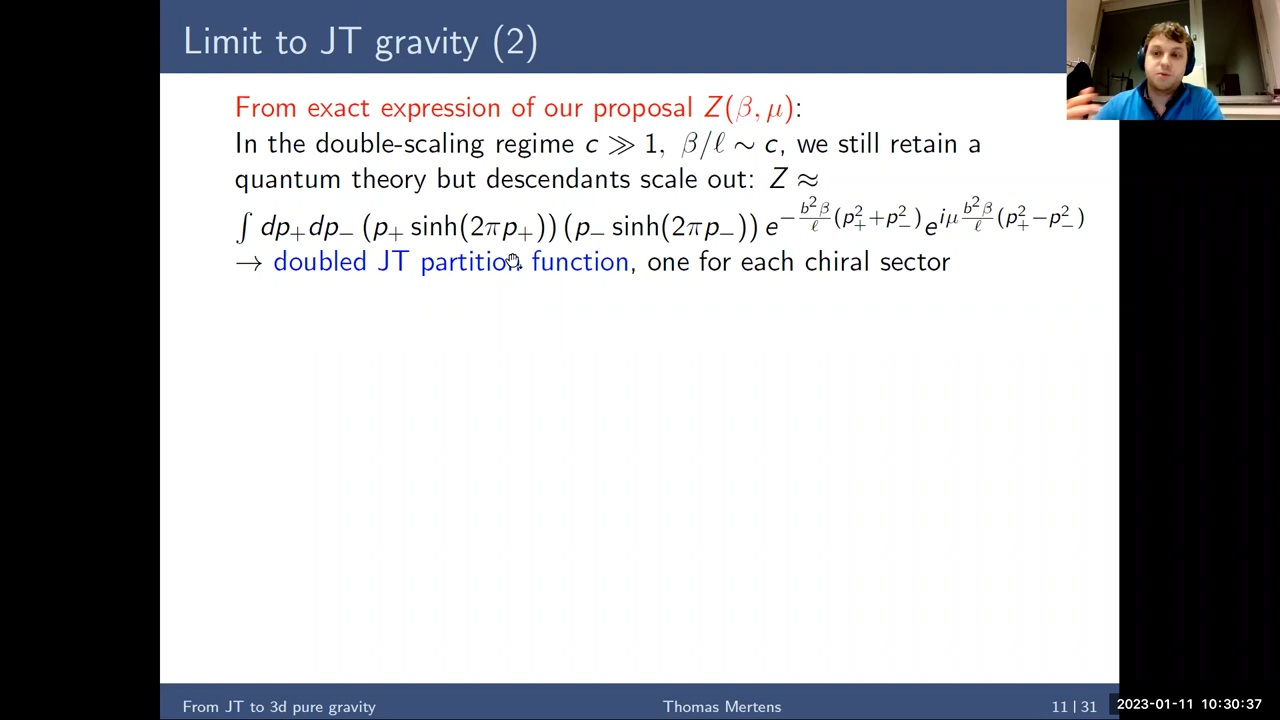 Limit to JT gravity (2)
From exact expression of our proposal Z(β, μ):
In the double-scaling regime c ≫ 1, β/ℓ ∼ c, we still retain a
quantum theory but descendants scale out: Z ≈
∫ dp₊dp₋ (p₊ sinh(2πp₊)) (p₋ sinh(2πp₋)) e^{−\frac{b²β}{ℓ}(p₊²+p₋²)} e^{iμ\frac{b²β}{ℓ}(p₊²−p₋²)}
→ doubled JT partition function, one for each chiral sector
From JT to 3d pure gravity
Thomas Mertens
11 | 31
2023-01-11 10:30:37